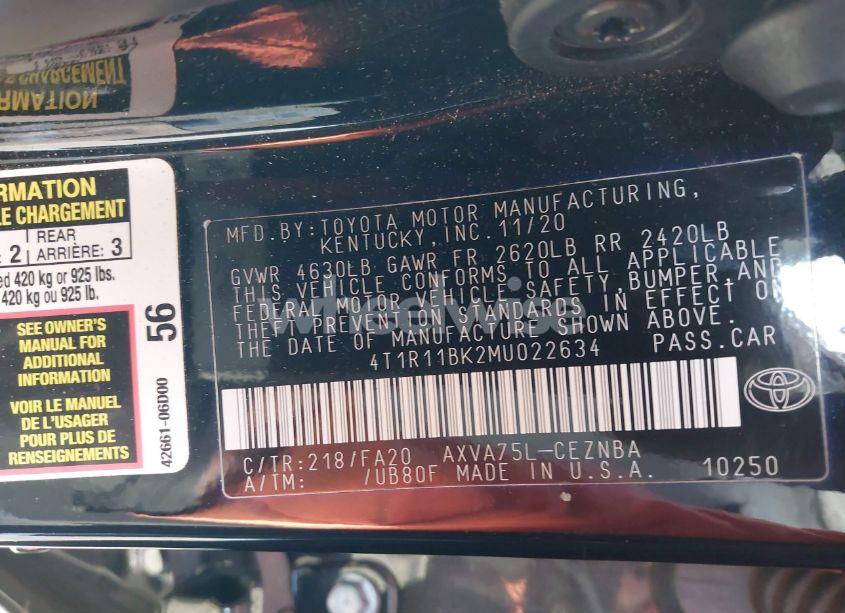 RMATION
E CHARGEMENT
2 REAR 3
ARRIÈRE:
ed 420 kg or 925 lbs.
420 kg ou 925 lb.
SEE OWNER'S
MANUAL FOR
ADDITIONAL
INFORMATION
VOIR LE MANUEL
DE L'USAGER
POUR PLUS DE
RENSEIGNEMENTS
56
42661-06D00
MFD.BY:TOYOTA MOTOR MANUFACTURING,
KENTUCKY,INC.11/20
GVWR 4630LB GAWR FR 2620LB RR 2420LB
THIS VEHICLE CONFORMS TO ALL APPLICABLE
FEDERAL MOTOR VEHICLE SAFETY,BUMPER,AND
THEFT PREVENTION STANDARDS IN EFFECT ON
THE DATE OF MANUFACTURE SHOWN ABOVE.
4T1R11BK2MU022634 PASS.CAR
C/TR:218/FA20 AXVA75L-CEZNBA
A/TM: /UB80F MADE IN U.S.A. 10250
wheelwise